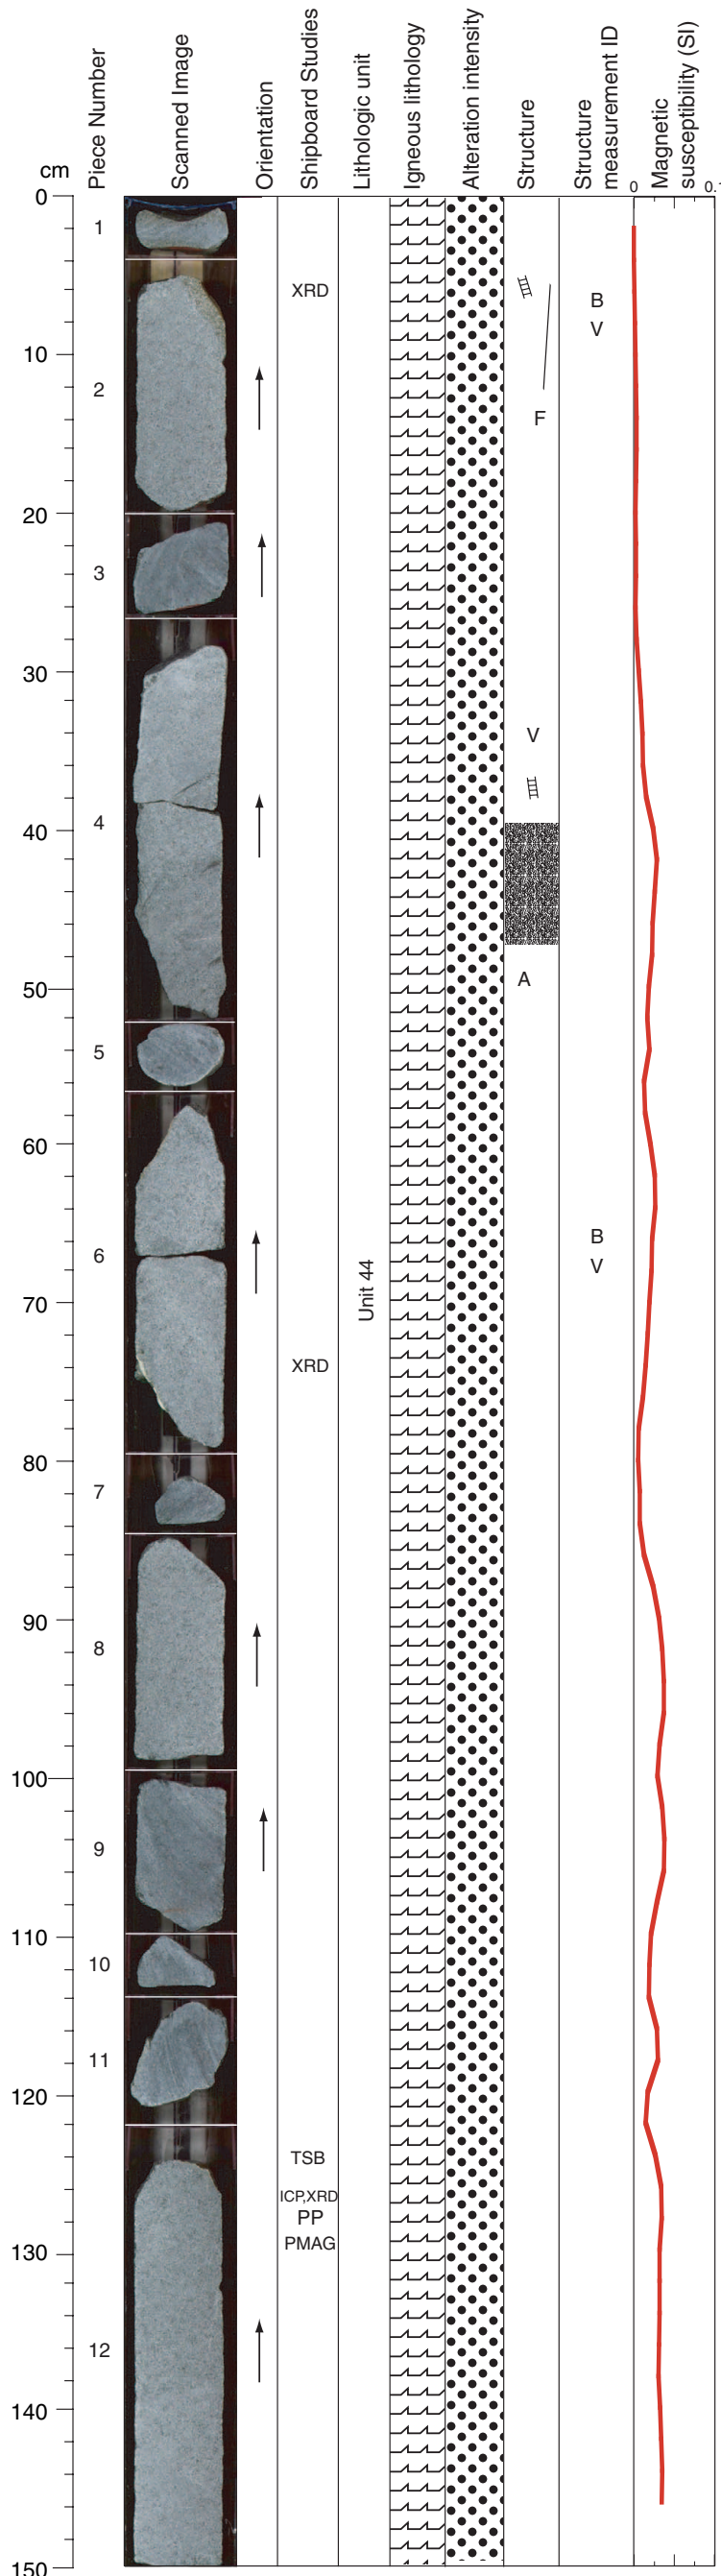 cm
Piece Number
Scanned Image
Orientation
Shipboard Studies
Lithologic unit
Igneous lithology
Alteration intensity
Structure
Structure
measurement ID
Magnetic
susceptibility (SI)
0 0.
0
1
XRD
B
V
10
2
F
20
3
30
V
4
40
50
A
5
60
B
6
V
Unit 44
70
XRD
80
7
90
8
100
9
110
10
11
120
TSB
ICP,XRD
PP
PMAG
130
12
140
150